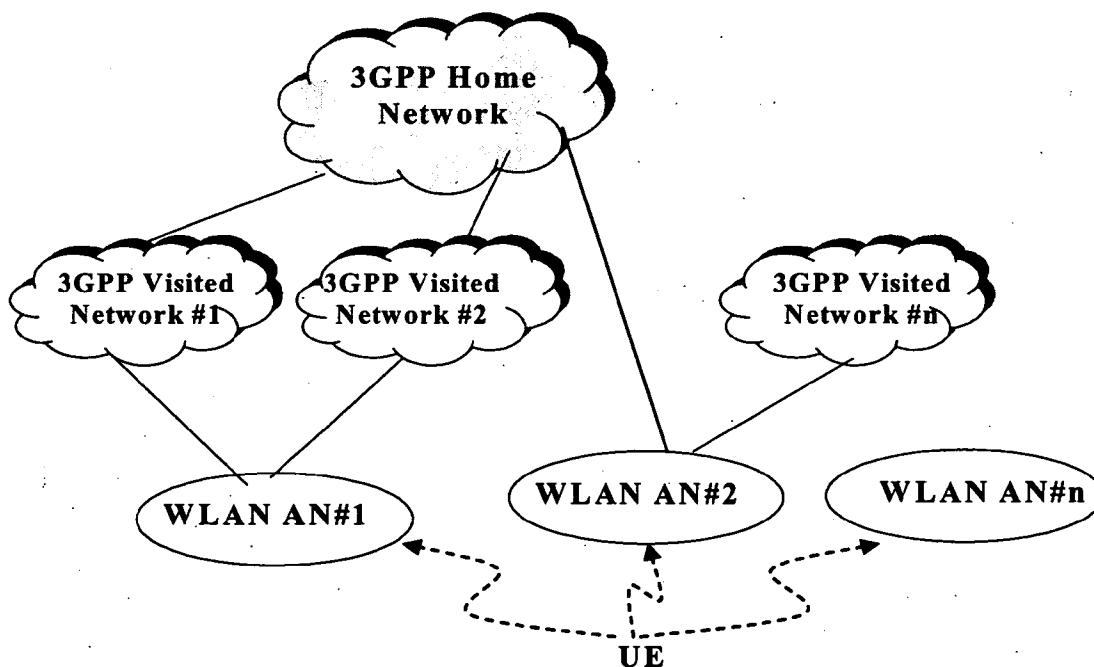 3GPP Home
Network
3GPP Visited
Network #1
3GPP Visited
Network #2
3GPP Visited
Network #n
WLAN AN#1
WLAN AN#2
WLAN AN#n
UE